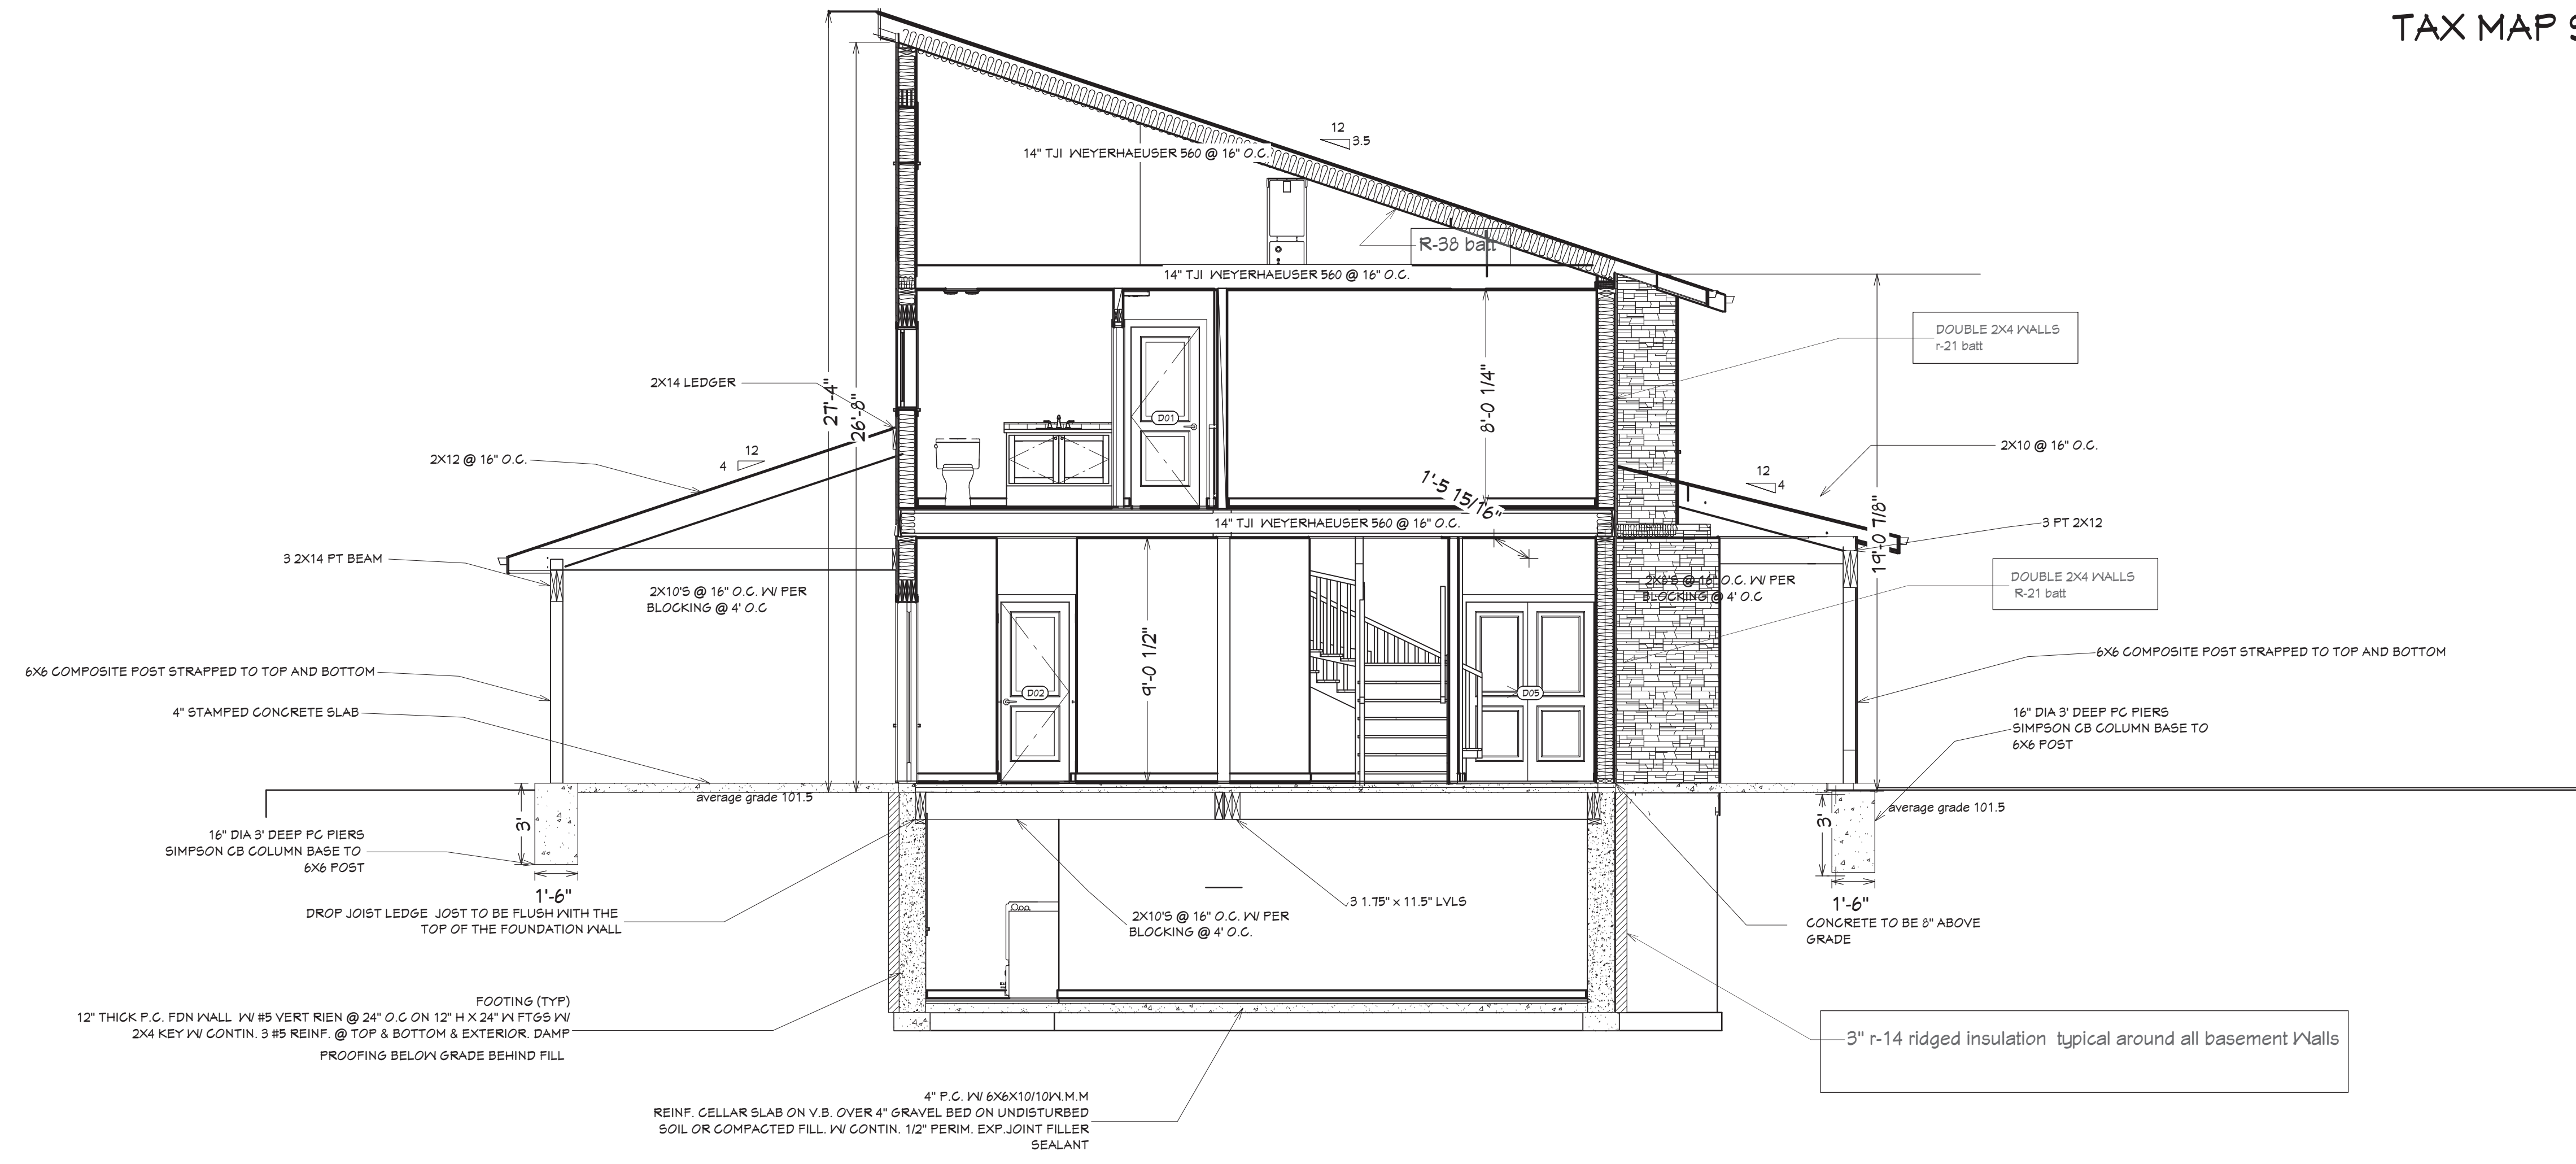 TAX MAP S
12
3.5
14" TJI WEYERHAEUSER 560 @ 16" O.C.
R-38 batt
14" TJI WEYERHAEUSER 560 @ 16" O.C.
DOUBLE 2X4 WALLS
r-21 batt
2X14 LEDGER
27'-4"
26'-8"
8'-0 1/4"
D01
12
4
2X12 @ 16" O.C.
2X10 @ 16" O.C.
12
4
1'-5 15/16"
14" TJI WEYERHAEUSER 560 @ 16" O.C.
19'-0 7/8"
3 PT 2X12
3 2X14 PT BEAM
2X10'S @ 16" O.C. W/ PER
BLOCKING @ 4' O.C
2X8'S @ 16" O.C. W/ PER
BLOCKING @ 4' O.C
DOUBLE 2X4 WALLS
R-21 batt
9'-0 1/2"
6X6 COMPOSITE POST STRAPPED TO TOP AND BOTTOM
6X6 COMPOSITE POST STRAPPED TO TOP AND BOTTOM
D02
D05
4" STAMPED CONCRETE SLAB
16" DIA 3' DEEP PC PIERS
SIMPSON CB COLUMN BASE TO
6X6 POST
average grade 101.5
average grade 101.5
3'
3'
16" DIA 3' DEEP PC PIERS
SIMPSON CB COLUMN BASE TO
6X6 POST
1'-6"
1'-6"
DROP JOIST LEDGE JOST TO BE FLUSH WITH THE
TOP OF THE FOUNDATION WALL
2X10'S @ 16" O.C. W/ PER
BLOCKING @ 4' O.C.
3 1.75" x 11.5" LVLS
CONCRETE TO BE 8" ABOVE
GRADE
FOOTING (TYP)
12" THICK P.C. FDN WALL W/ #5 VERT RIEN @ 24" O.C ON 12" H X 24" W FTGS W/
2X4 KEY W/ CONTIN. 3 #5 REINF. @ TOP & BOTTOM & EXTERIOR. DAMP
PROOFING BELOW GRADE BEHIND FILL
3" r-14 ridged insulation typical around all basement Walls
4" P.C. W/ 6X6X10/10W.M.M
REINF. CELLAR SLAB ON V.B. OVER 4" GRAVEL BED ON UNDISTURBED
SOIL OR COMPACTED FILL. W/ CONTIN. 1/2" PERIM. EXP.JOINT FILLER
SEALANT